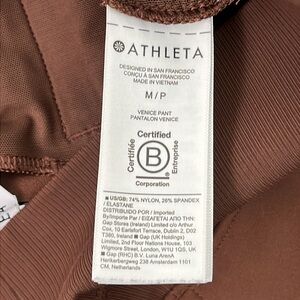 ATHLETA
DESIGNED IN SAN FRANCISCO
CONÇU À SAN FRANCISCO
MADE IN VIETNAM
M/P
VENICE PANT
PANTALON VENICE
Certified
Certifiée
B
Entreprise
Corporation
US/GB: 74% NYLON, 26% SPANDEX
/ ELASTANE
DISTRIBUIDO POR / Imported
By/Importé Par / ΕΙΣΑΓΕΤΑΙ ΑΠΟ ΤΗΝ:
Gap Stores (Ireland) Limited c/o Arthur
Cox, 10 Earlsfort Terrace, Dublin 2, D02
T380, Ireland Gap (UK Holdings)
Limited, 2nd Floor Nations House, 103
Wigmore Street, London, W1U 1QS, UK
Gap (RHC) B.V. Luna ArenA
Herikerbergweg 238 Amsterdam 1101
CM, Netherlands